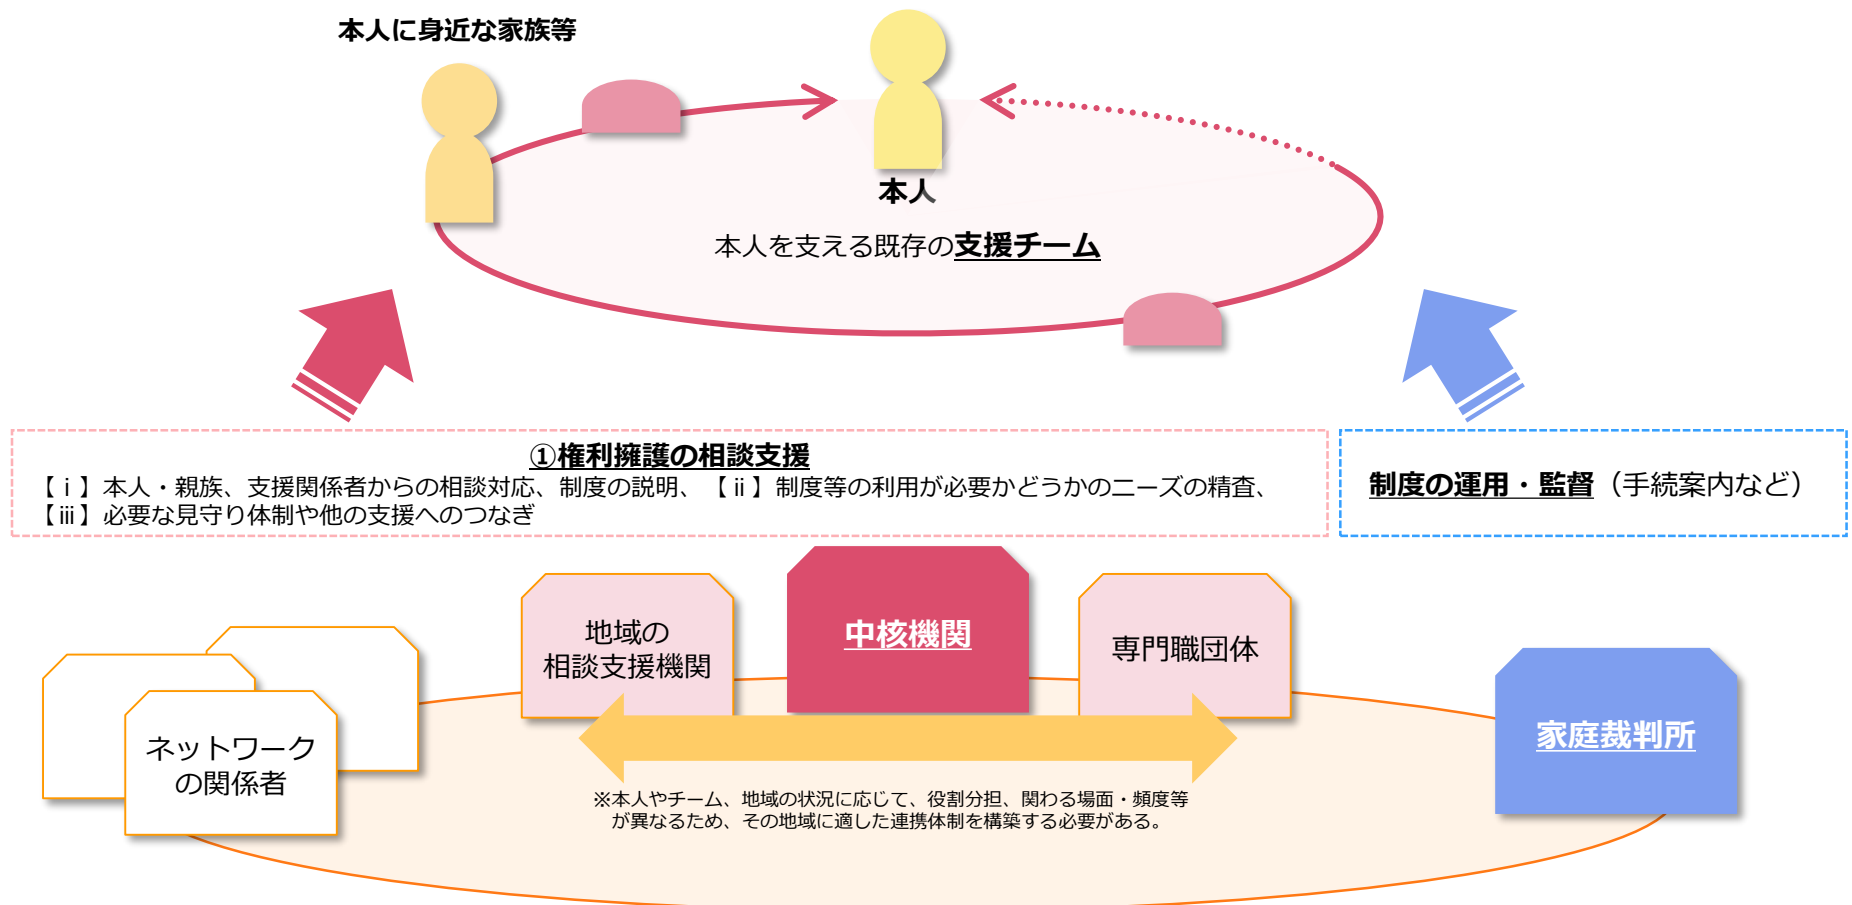 本人に身近な家族等
本人
本人を支える既存の支援チーム
①権利擁護の相談支援
【ⅰ】本人・親族、支援関係者からの相談対応、制度の説明、【ⅱ】制度等の利用が必要かどうかのニーズの精査、
【ⅲ】必要な見守り体制や他の支援へのつなぎ
制度の運用・監督（手続案内など）
地域の
相談支援機関
中核機関
専門職団体
家庭裁判所
ネットワーク
の関係者
※本人やチーム、地域の状況に応じて、役割分担、関わる場面・頻度等
が異なるため、その地域に適した連携体制を構築する必要がある。